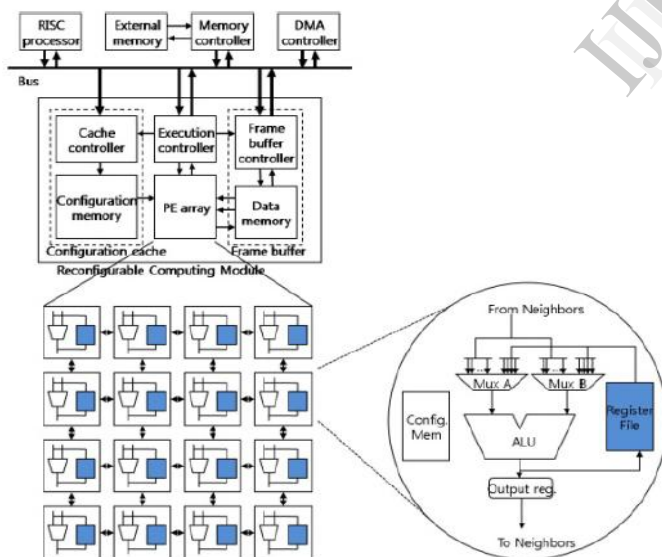 RISC
processor
External
memory
Memory
controller
DMA
controller
Bus
Cache
controller
Execution
controller
Frame
buffer
controller
Configuration
memory
PE array
Data
memory
Configuration cache
Frame buffer
Reconfigurable Computing Module
From Neighbors
Mux A
Mux B
Config.
Mem
ALU
Register
File
Output reg.
To Neighbors